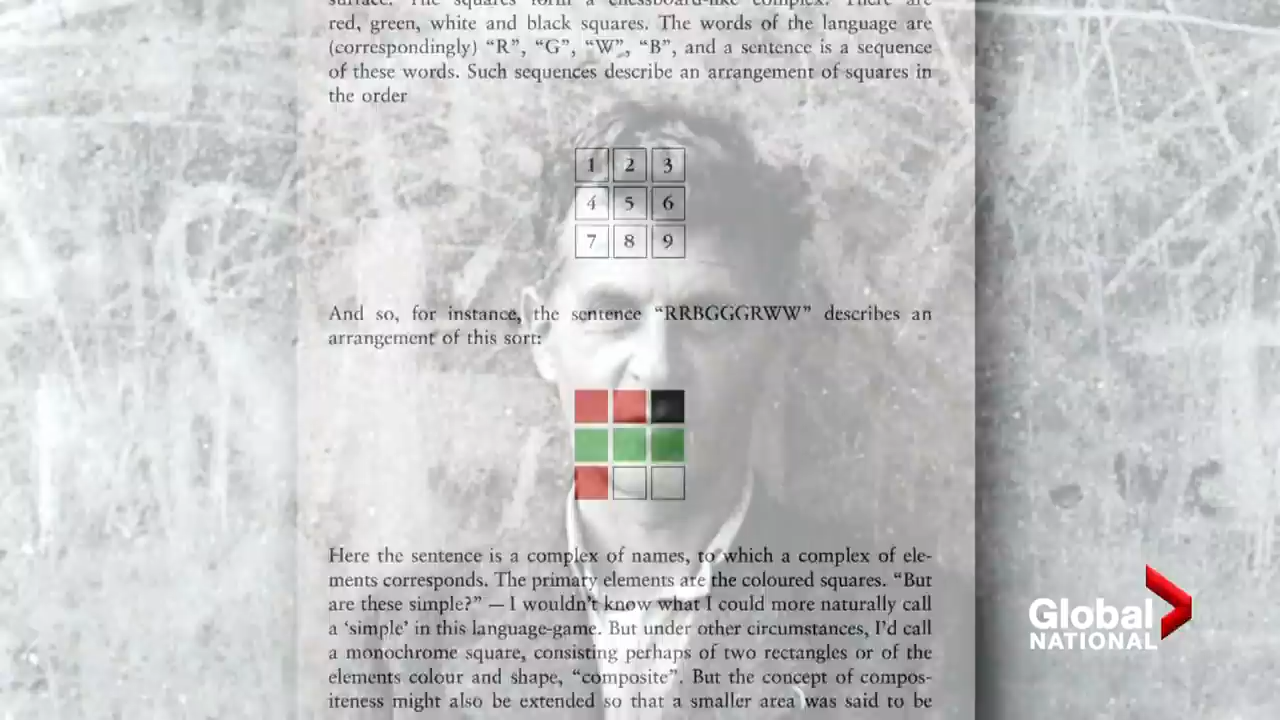 surface. The squares form a chessboard-like complex. There are
red, green, white and black squares. The words of the language are
(correspondingly) “R”, “G”, “W”, “B”, and a sentence is a sequence
of these words. Such sequences describe an arrangement of squares in
the order
1 2 3
4 5 6
7 8 9
And so, for instance, the sentence “RRBGGGRWW” describes an
arrangement of this sort:
Here the sentence is a complex of names, to which a complex of ele-
ments corresponds. The primary elements are the coloured squares. “But
are these simple?” — I wouldn’t know what I could more naturally call
a ‘simple’ in this language-game. But under other circumstances, I’d call
a monochrome square, consisting perhaps of two rectangles or of the
elements colour and shape, “composite”. But the concept of compos-
iteness might also be extended so that a smaller area was said to be
Global
NATIONAL